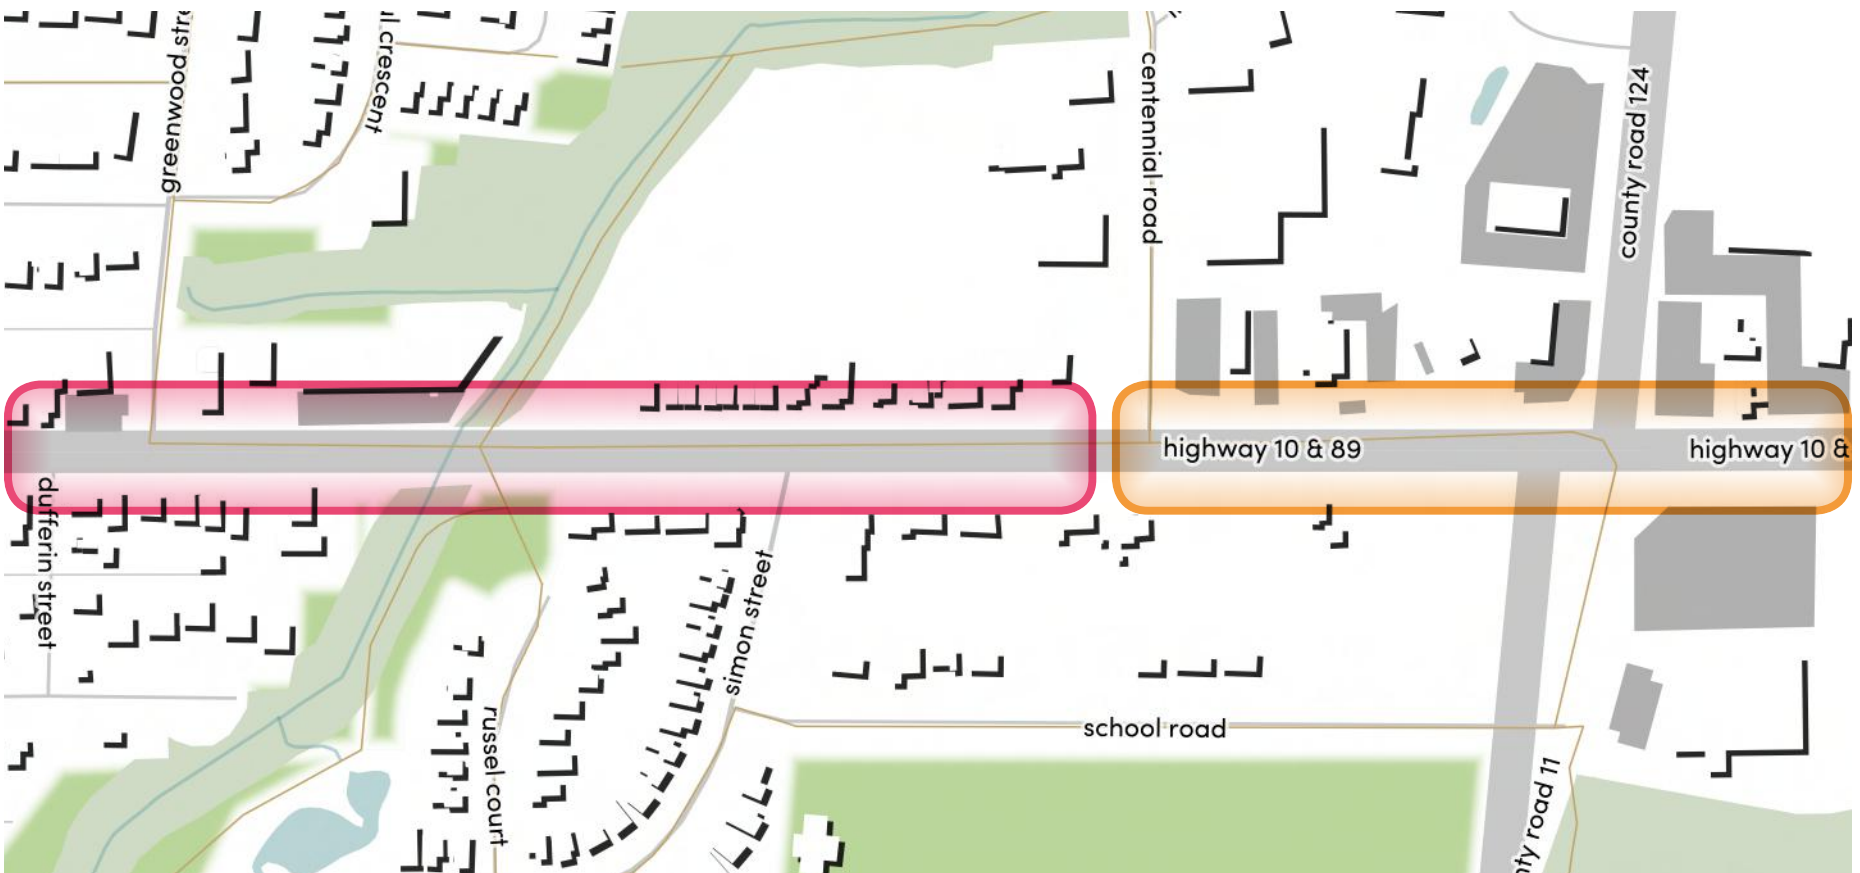 greenwood stre
il crescent
centennial road
county road 124
highway 10 & 89
highway 10 &
dufferin street
simon street
russel court
school road
nty road 11